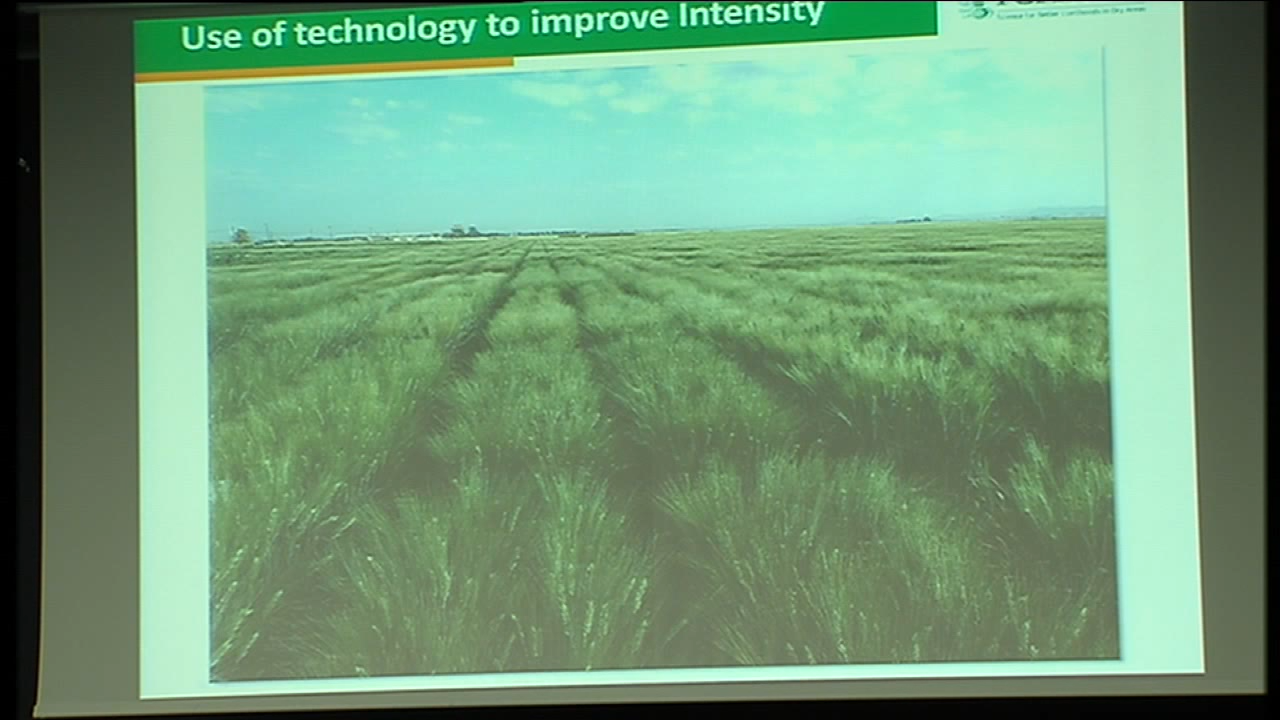 Use of technology to improve Intensity
Science for Better Livelihoods in Dry Areas